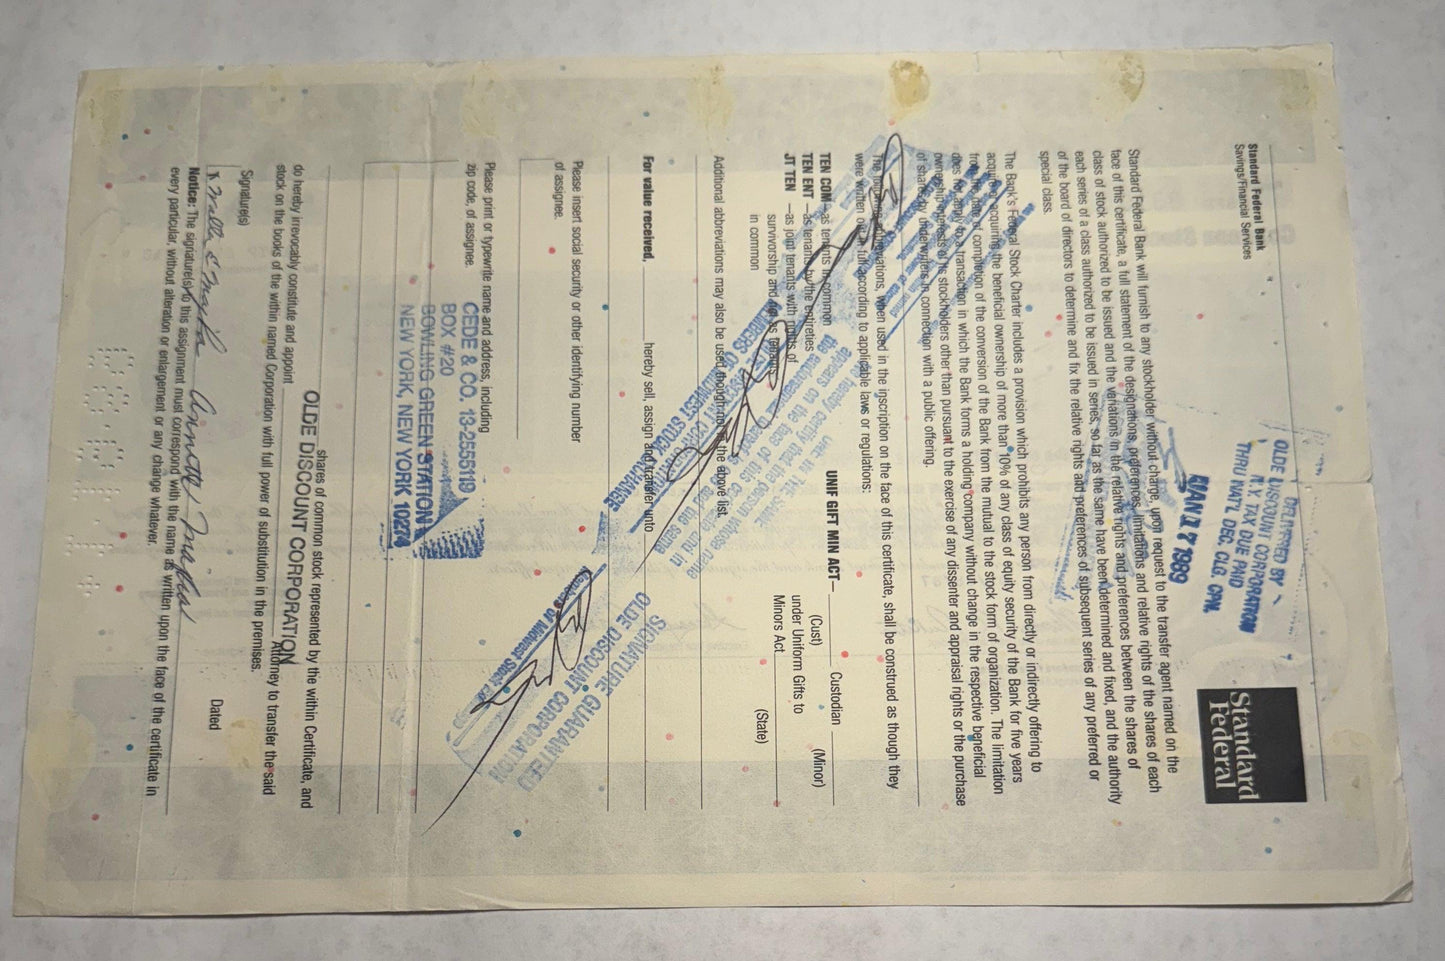 Standard Federal Bank
Savings/Financial Services
DELIVERED BY
OLDE DISCOUNT CORPORATION
N.Y. TAX DUE PAID
THRU NAT'L DSC. CLG. CPN.
JAN 07 1989
Standard
Federal
Standard Federal Bank will furnish to any stockholder without charge upon request to the transfer agent named on the
face of this certificate, a full statement of the designations, preferences, limitations and relative rights of the shares of each
class of stock authorized to be issued and the variations in the relative rights and preferences between the shares of
each series of a class authorized to be issued in series, so far as the same have been determined and fixed, and the authority
of the board of directors to determine and fix the relative rights and preferences of subsequent series of any preferred or
special class.
The Bank's Federal Stock Charter includes a provision which prohibits any person from directly or indirectly offering to
acquire or acquiring the beneficial ownership of more than 10% of any class of equity security of the Bank for five years
from the date of completion of the conversion of the Bank from the mutual to the stock form of organization. The limitation
does not apply to a transaction in which the Bank forms a holding company without change in the respective beneficial
ownership interests of its stockholders other than pursuant to the exercise of any dissenter and appraisal rights or the purchase
of shares by underwriters in connection with a public offering.
The following abbreviations, when used in the inscription on the face of this certificate, shall be construed as though they
were written out in full according to applicable laws or regulations:
TEN COM—as tenants in common
TEN ENT —as tenants by the entireties
JT TEN —as joint tenants with rights of
survivorship and not as tenants
in common
UNIF GIFT MIN ACT— Custodian
(Cust) (Minor)
under Uniform Gifts to
Minors Act
(State)
Additional abbreviations may also be used though not in the above list.
MEMBERS OF MIDWEST STOCK EXCHANGE
For value received, hereby sell, assign and transfer unto
SIGNATURE GUARANTEED
OLDE DISCOUNT CORPORATION
Member of Midwest Stock Ex.
Please insert social security or other identifying number
of assignee.
Please print or typewrite name and address, including
zip code, of assignee.
CEDE & CO. 13-2555119
BOX #20
BOWLING GREEN STATION
NEW YORK, NEW YORK 10274
shares of common stock represented by the within Certificate, and
do hereby irrevocably constitute and appoint OLDE DISCOUNT CORPORATION Attorney to transfer the said
stock on the books of the within named Corporation with full power of substitution in the premises.
Signature(s) Dated
X
Notice: The signature(s) to this assignment must correspond with the name as written upon the face of the certificate in
every particular, without alteration or enlargement or any change whatever.